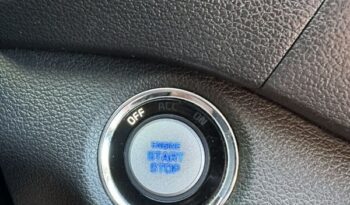 OFF ACC ON
ENGINE
START
STOP